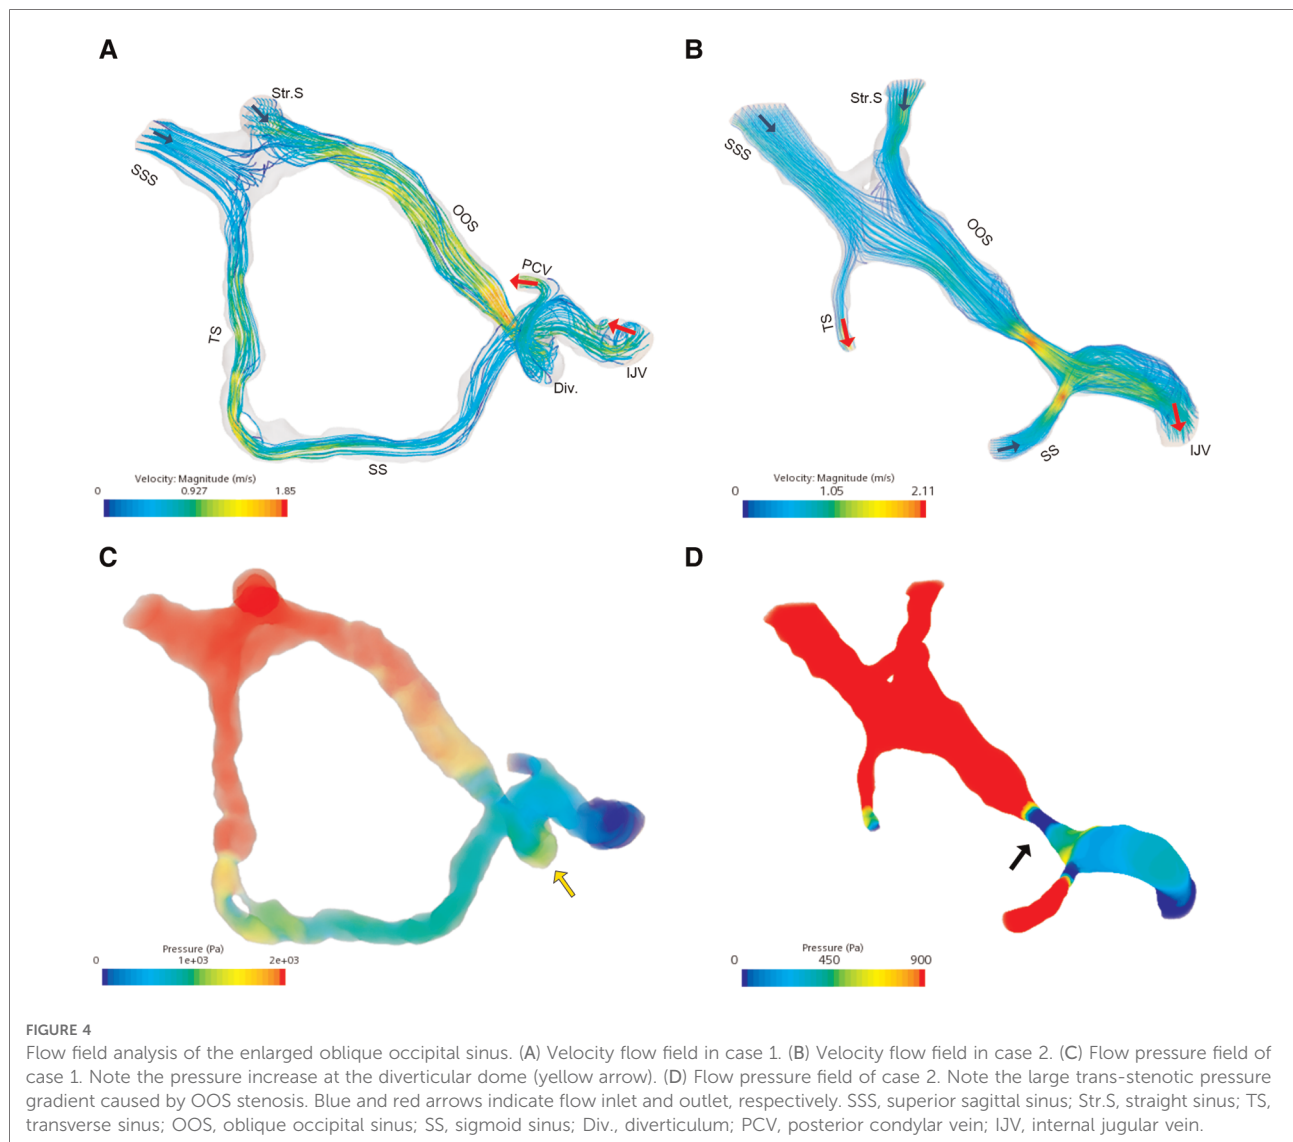 A
B
Str.S
SSS
OOS
PCV
TS
IJV
Div.
SS
Velocity: Magnitude (m/s)
0 0.927 1.85
Str.S
SSS
OOS
TS
SS
IJV
Velocity: Magnitude (m/s)
0 1.05 2.11
C
D
Pressure (Pa)
0 1e+03 2e+03
Pressure (Pa)
0 450 900
FIGURE 4
Flow field analysis of the enlarged oblique occipital sinus. (A) Velocity flow field in case 1. (B) Velocity flow field in case 2. (C) Flow pressure field of
case 1. Note the pressure increase at the diverticular dome (yellow arrow). (D) Flow pressure field of case 2. Note the large trans-stenotic pressure
gradient caused by OOS stenosis. Blue and red arrows indicate flow inlet and outlet, respectively. SSS, superior sagittal sinus; Str.S, straight sinus; TS,
transverse sinus; OOS, oblique occipital sinus; SS, sigmoid sinus; Div., diverticulum; PCV, posterior condylar vein; IJV, internal jugular vein.